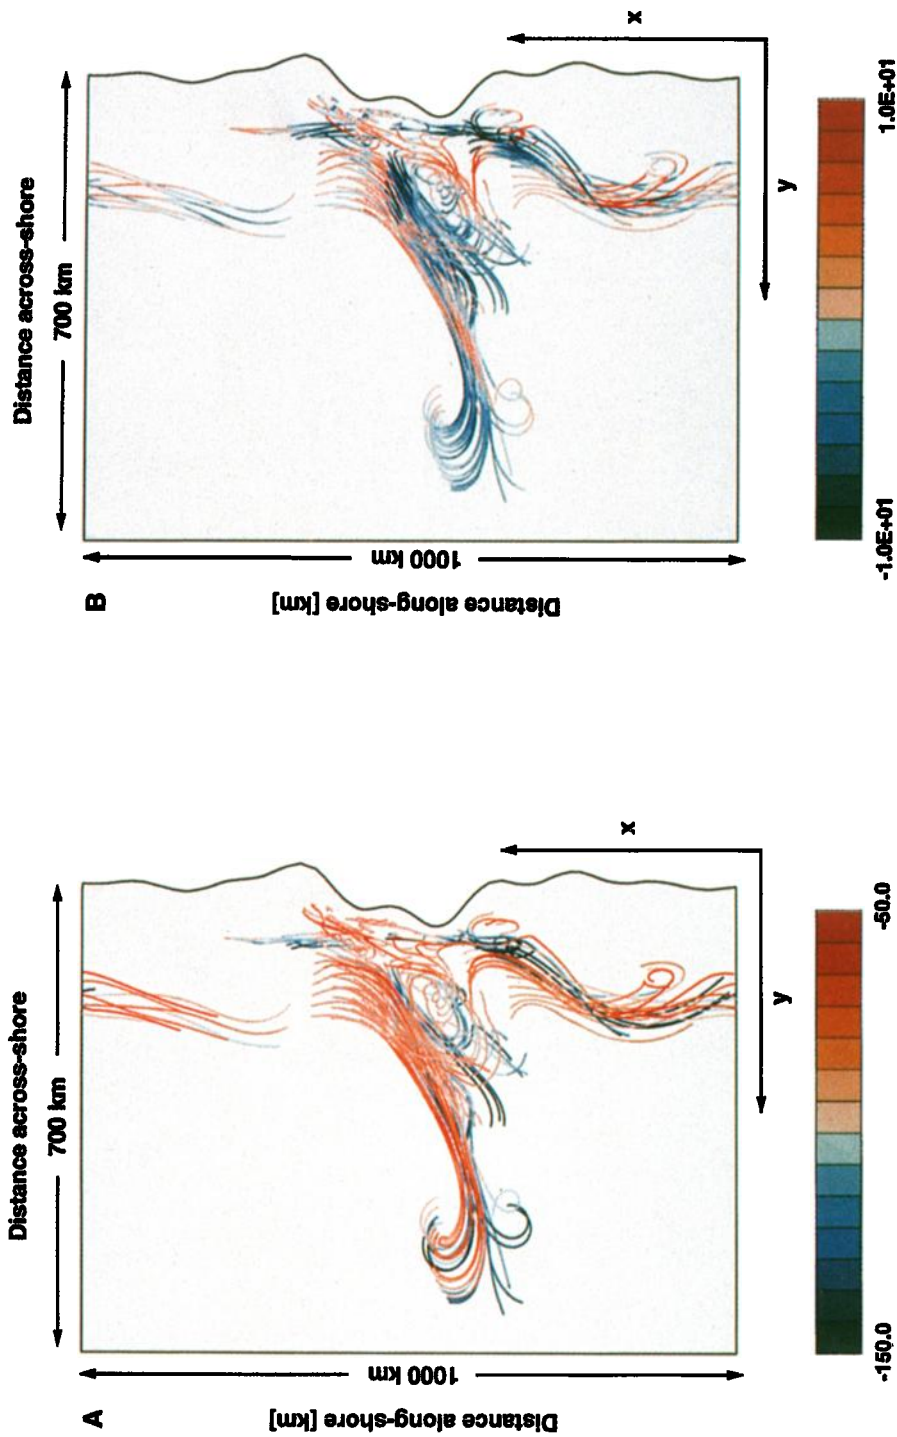 A
Distance across-shore
700 km
1000 km
Distance along-shore [km]
x
y
-150.0
-50.0
B
Distance across-shore
700 km
1000 km
Distance along-shore [km]
x
y
-1.0E+01
1.0E+01